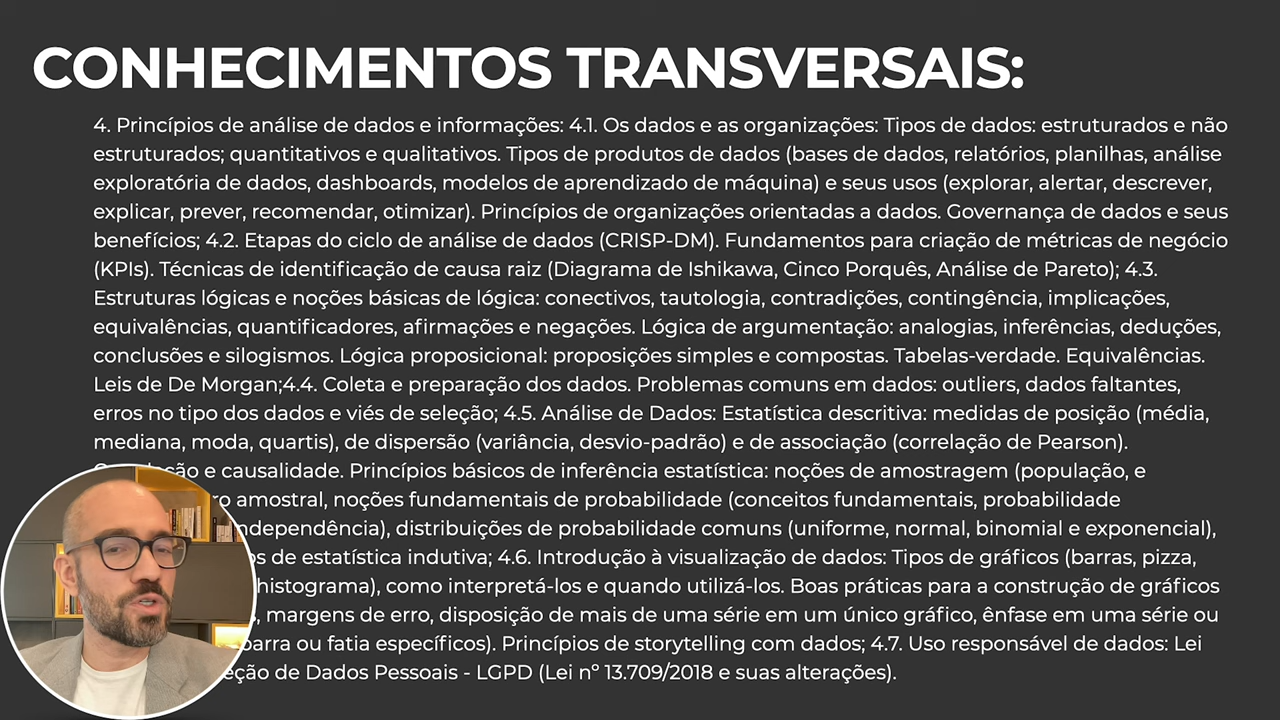 CONHECIMENTOS TRANSVERSAIS:
4. Princípios de análise de dados e informações: 4.1. Os dados e as organizações: Tipos de dados: estruturados e não
estruturados; quantitativos e qualitativos. Tipos de produtos de dados (bases de dados, relatórios, planilhas, análise
exploratória de dados, dashboards, modelos de aprendizado de máquina) e seus usos (explorar, alertar, descrever,
explicar, prever, recomendar, otimizar). Princípios de organizações orientadas a dados. Governança de dados e seus
benefícios; 4.2. Etapas do ciclo de análise de dados (CRISP-DM). Fundamentos para criação de métricas de negócio
(KPIs). Técnicas de identificação de causa raiz (Diagrama de Ishikawa, Cinco Porquês, Análise de Pareto); 4.3.
Estruturas lógicas e noções básicas de lógica: conectivos, tautologia, contradições, contingência, implicações,
equivalências, quantificadores, afirmações e negações. Lógica de argumentação: analogias, inferências, deduções,
conclusões e silogismos. Lógica proposicional: proposições simples e compostas. Tabelas-verdade. Equivalências.
Leis de De Morgan;4.4. Coleta e preparação dos dados. Problemas comuns em dados: outliers, dados faltantes,
erros no tipo dos dados e viés de seleção; 4.5. Análise de Dados: Estatística descritiva: medidas de posição (média,
mediana, moda, quartis), de dispersão (variância, desvio-padrão) e de associação (correlação de Pearson).
e causalidade. Princípios básicos de inferência estatística: noções de amostragem (população, e
amostral, noções fundamentais de probabilidade (conceitos fundamentais, probabilidade
ndependência), distribuições de probabilidade comuns (uniforme, normal, binomial e exponencial),
os de estatística indutiva; 4.6. Introdução à visualização de dados: Tipos de gráficos (barras, pizza,
histograma), como interpretá-los e quando utilizá-los. Boas práticas para a construção de gráficos
, margens de erro, disposição de mais de uma série em um único gráfico, ênfase em uma série ou
barra ou fatia específicos). Princípios de storytelling com dados; 4.7. Uso responsável de dados: Lei
eção de Dados Pessoais - LGPD (Lei nº 13.709/2018 e suas alterações).